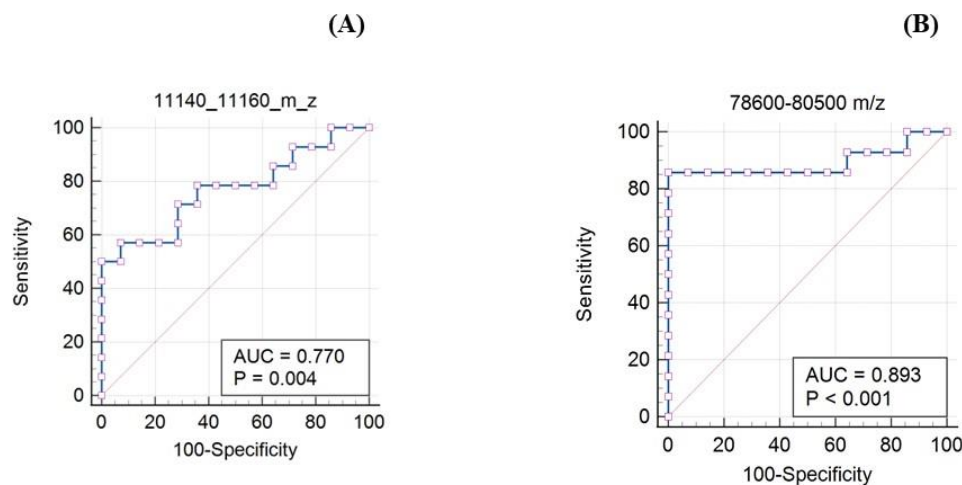 (A)
11140_11160_m_z
100
80
60
40
20
0
Sensitivity
AUC = 0.770
P = 0.004
0 20 40 60 80 100
100-Specificity
(B)
78600-80500 m/z
100
80
60
40
20
0
Sensitivity
AUC = 0.893
P < 0.001
0 20 40 60 80 100
100-Specificity